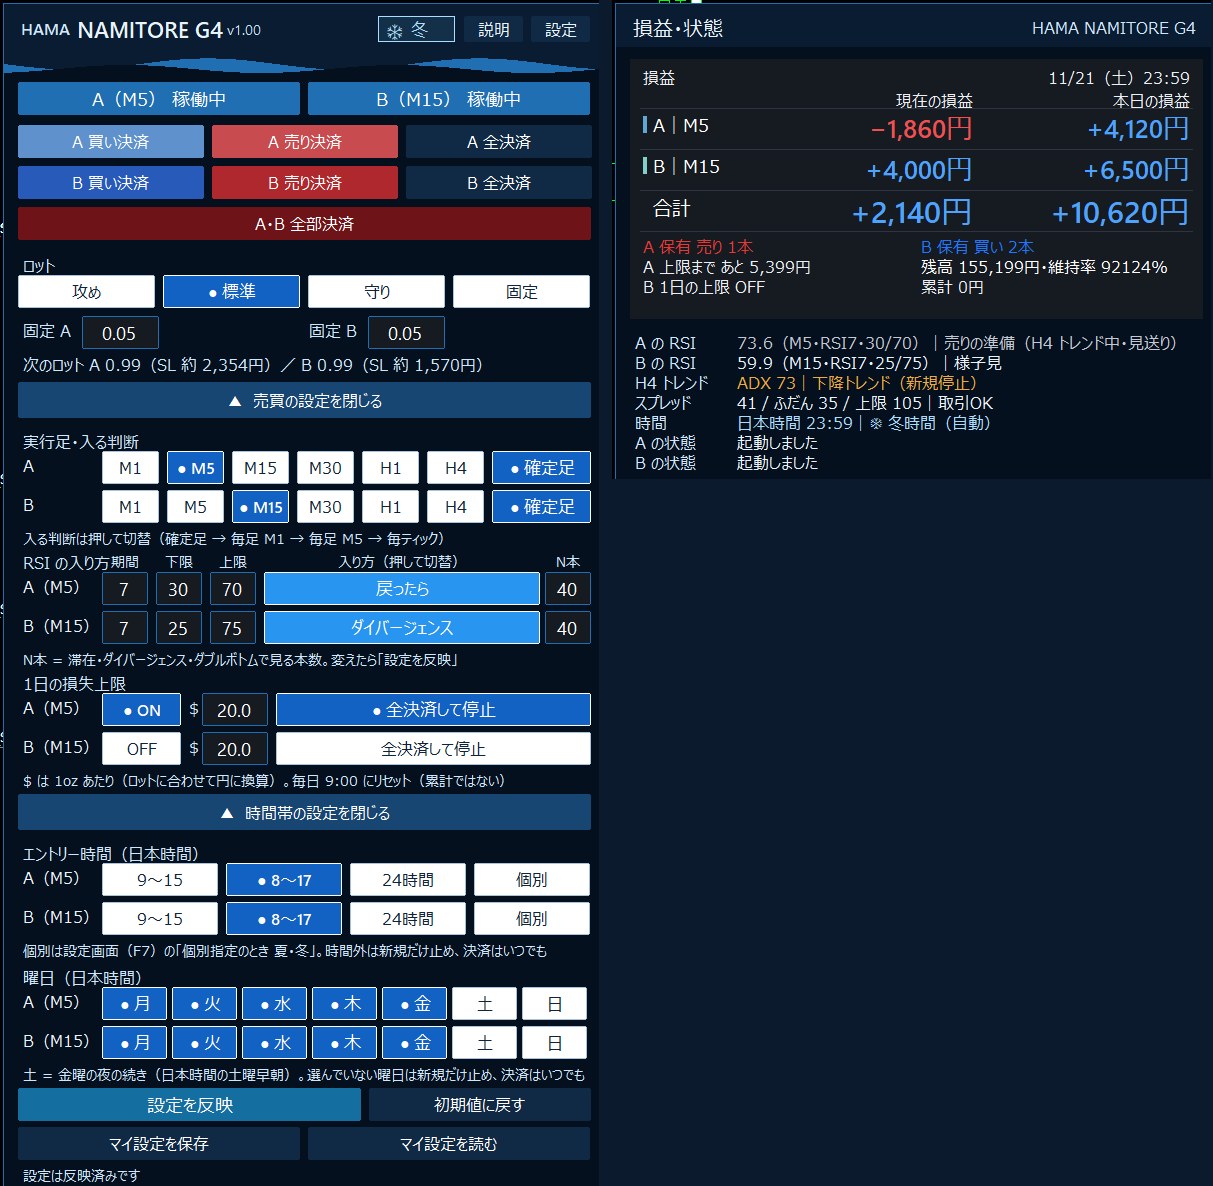 HAMA NAMITORE G4 v1.00 冬 説明 設定
A（M5） 稼働中 B（M15） 稼働中
A 買い決済 A 売り決済 A 全決済
B 買い決済 B 売り決済 B 全決済
A・B 全部決済
ロット
攻め ● 標準 守り 固定
固定 A 0.05 固定 B 0.05
次のロット A 0.99（SL 約 2,354円）／ B 0.99（SL 約 1,570円）
▲ 売買の設定を閉じる
実行足・入る判断
A M1 ● M5 M15 M30 H1 H4 ● 確定足
B M1 M5 ● M15 M30 H1 H4 ● 確定足
入る判断は押して切替（確定足 → 毎足 M1 → 毎足 M5 → 毎ティック）
RSI の入り方 期間 下限 上限 入り方（押して切替） N本
A（M5） 7 30 70 戻ったら 40
B（M15） 7 25 75 ダイバージェンス 40
N本 = 滞在・ダイバージェンス・ダブルボトムで見る本数。変えたら「設定を反映」
1日の損失上限
A（M5） ● ON $ 20.0 ● 全決済して停止
B（M15） OFF $ 20.0 全決済して停止
$ は 1oz あたり（ロットに合わせて円に換算）。毎日 9:00 にリセット（累計ではない）
▲ 時間帯の設定を閉じる
エントリー時間（日本時間）
A（M5） 9～15 ● 8～17 24時間 個別
B（M15） 9～15 ● 8～17 24時間 個別
個別は設定画面（F7）の「個別指定のとき 夏・冬」。時間外は新規だけ止め、決済はいつでも
曜日（日本時間）
A（M5） ● 月 ● 火 ● 水 ● 木 ● 金 土 日
B（M15） ● 月 ● 火 ● 水 ● 木 ● 金 土 日
土 = 金曜の夜の続き（日本時間の土曜早朝）。選んでいない曜日は新規だけ止め、決済はいつでも
設定を反映 初期値に戻す
マイ設定を保存 マイ設定を読む
設定は反映済みです
損益・状態 HAMA NAMITORE G4
損益 11/21（土）23:59
現在の損益 本日の損益
A｜M5 −1,860円 +4,120円
B｜M15 +4,000円 +6,500円
合計 +2,140円 +10,620円
A 保有 売り 1本 B 保有 買い 2本
A 上限まで あと 5,399円 残高 155,199円・維持率 92124%
B 1日の上限 OFF 累計 0円
A の RSI 73.6（M5・RSI7・30/70）｜売りの準備（H4 トレンド中・見送り）
B の RSI 59.9（M15・RSI7・25/75）｜様子見
H4 トレンド ADX 73｜下降トレンド（新規停止）
スプレッド 41 / ふだん 35 / 上限 105｜取引OK
時間 日本時間 23:59｜❄ 冬時間（自動）
A の状態 起動しました
B の状態 起動しました